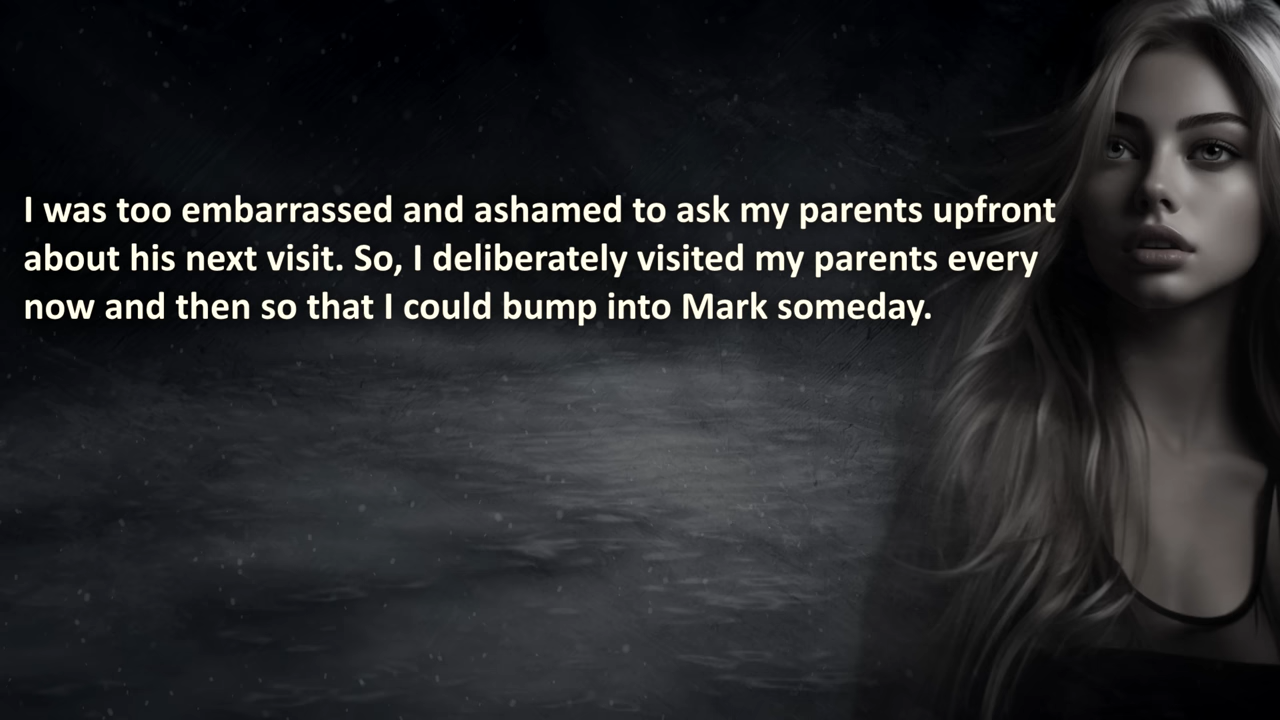 I was too embarrassed and ashamed to ask my parents upfront
about his next visit. So, I deliberately visited my parents every
now and then so that I could bump into Mark someday.